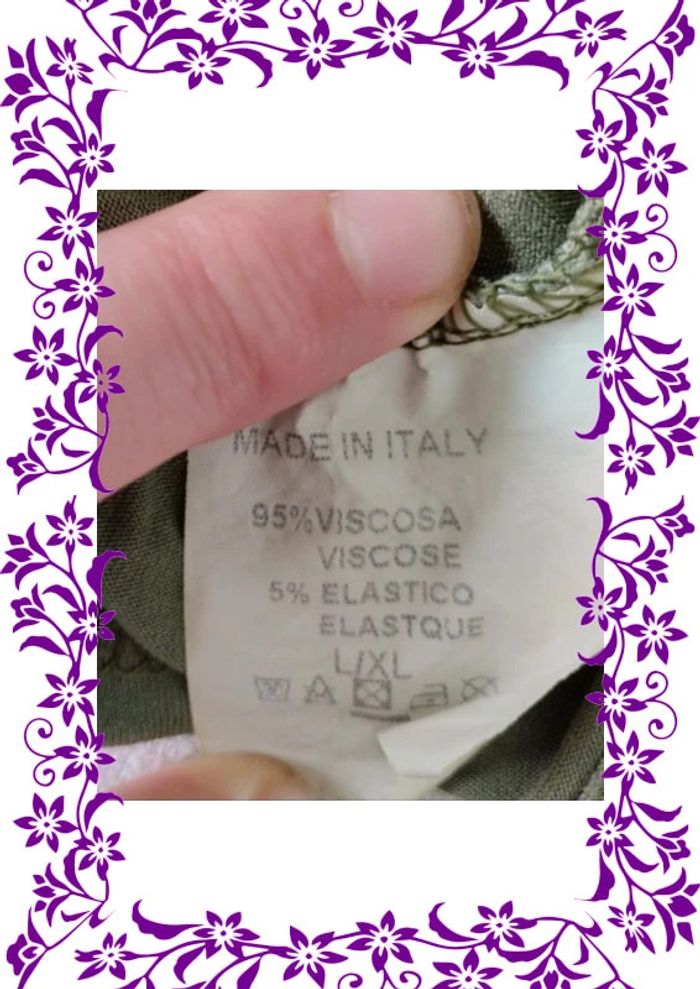 MADE IN ITALY
95% VISCOSA
VISCOSE
5% ELASTICO
ELASTQUE
L/XL